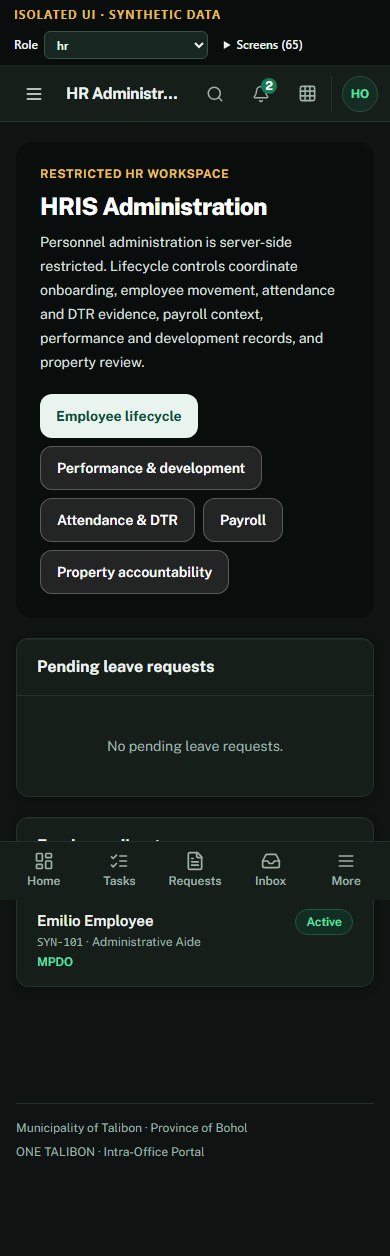 ISOLATED UI · SYNTHETIC DATA
Role hr ▶ Screens (65)
HR Administr... 2 HO
RESTRICTED HR WORKSPACE
HRIS Administration
Personnel administration is server-side
restricted. Lifecycle controls coordinate
onboarding, employee movement, attendance
and DTR evidence, payroll context,
performance and development records, and
property review.
Employee lifecycle
Performance & development
Attendance & DTR Payroll
Property accountability
Pending leave requests
No pending leave requests.
Home Tasks Requests Inbox More
Emilio Employee Active
SYN-101 · Administrative Aide
MPDO
Municipality of Talibon · Province of Bohol
ONE TALIBON · Intra-Office Portal